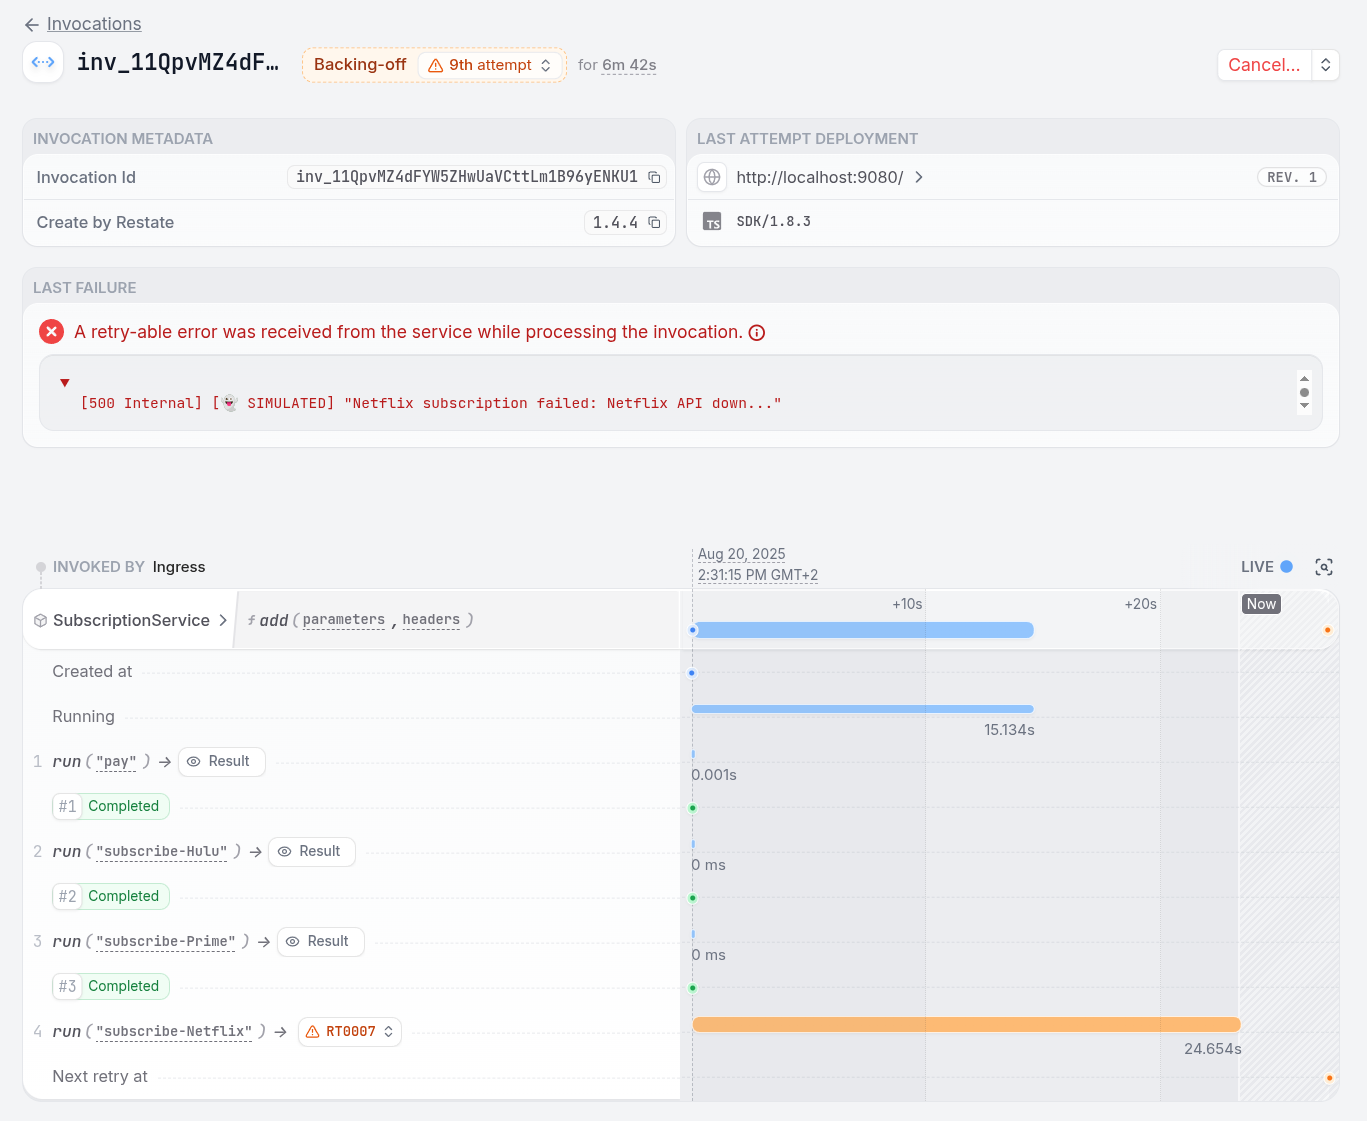 Invocations
inv_11QpvMZ4dF…
Backing-off
9th attempt
for 6m 42s
Cancel…
INVOCATION METADATA
Invocation Id
inv_11QpvMZ4dFYW5ZHwUaVCttLm1B96yENKU1
Create by Restate
1.4.4
LAST ATTEMPT DEPLOYMENT
http://localhost:9080/
REV. 1
TS
SDK/1.8.3
LAST FAILURE
A retry-able error was received from the service while processing the invocation.
[500 Internal] [👻 SIMULATED] "Netflix subscription failed: Netflix API down..."
INVOKED BY Ingress
Aug 20, 2025
2:31:15 PM GMT+2
LIVE
SubscriptionService
ƒ add ( parameters , headers )
+10s
+20s
Now
Created at
Running
15.134s
1 run ( "pay" ) → Result
0.001s
#1 Completed
2 run ( "subscribe-Hulu" ) → Result
0 ms
#2 Completed
3 run ( "subscribe-Prime" ) → Result
0 ms
#3 Completed
4 run ( "subscribe-Netflix" ) → RT0007
24.654s
Next retry at